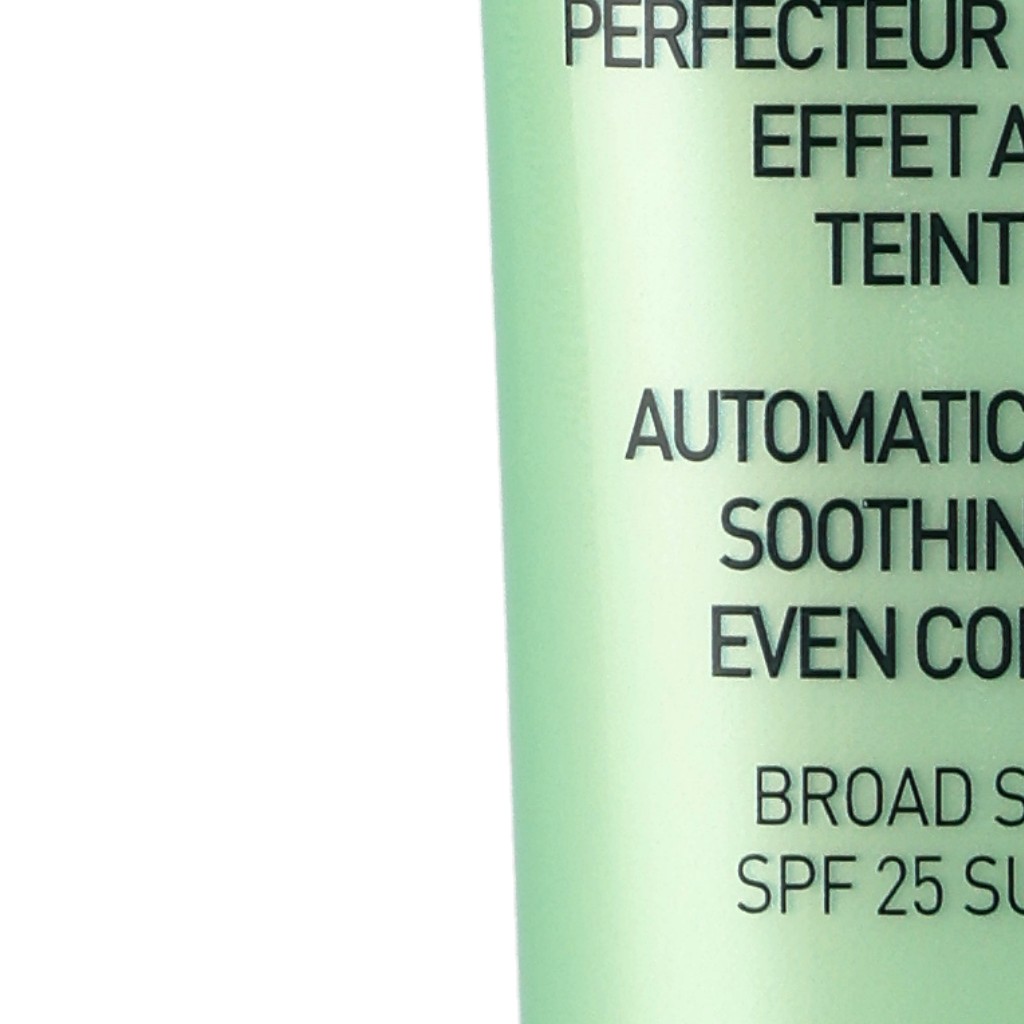 PERFECTEUR
EFFET A
TEINT
AUTOMATIC
SOOTHIN
EVEN CO
BROAD S
SPF 25 SU